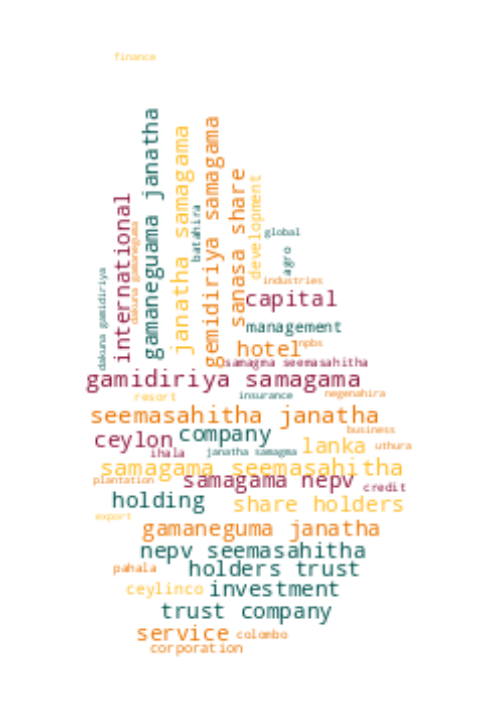 finance
gamaneguama janatha
gemidiriya samagama
janatha samagama
sanasa share
development
international
batahira
dakuna gamaneguma
global
agro
dakuna gamidiriya
industries
capital
management
hotel
npbs
samagma seemasahitha
gamidiriya samagama
resort
insurance
negenahira
seemasahitha janatha
business
company
ceylon
lanka
uthura
ihala
janatha samagma
samagama seemasahitha
plantation
samagama nepv
credit
holding
share holders
export
gamaneguma janatha
nepv seemasahitha
pahala
holders trust
ceylinco
investment
trust company
service
colombo
corporation